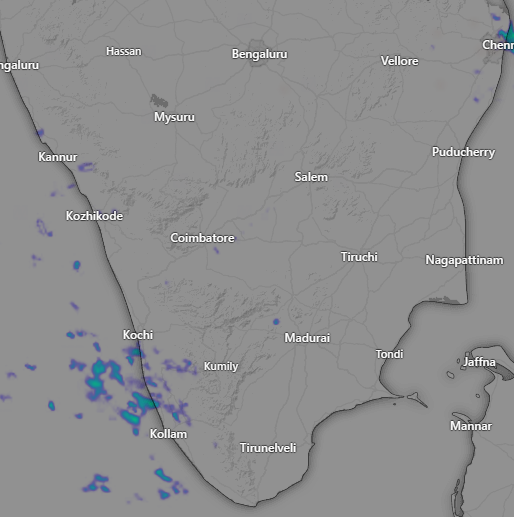 Hassan
Bengaluru
Chenn
ngaluru
Vellore
Mysuru
Kannur
Puducherry
Salem
Kozhikode
Coimbatore
Tiruchi
Nagapattinam
Kochi
Madurai
Tondi
Kumily
Jaffna
Mannar
Kollam
Tirunelveli